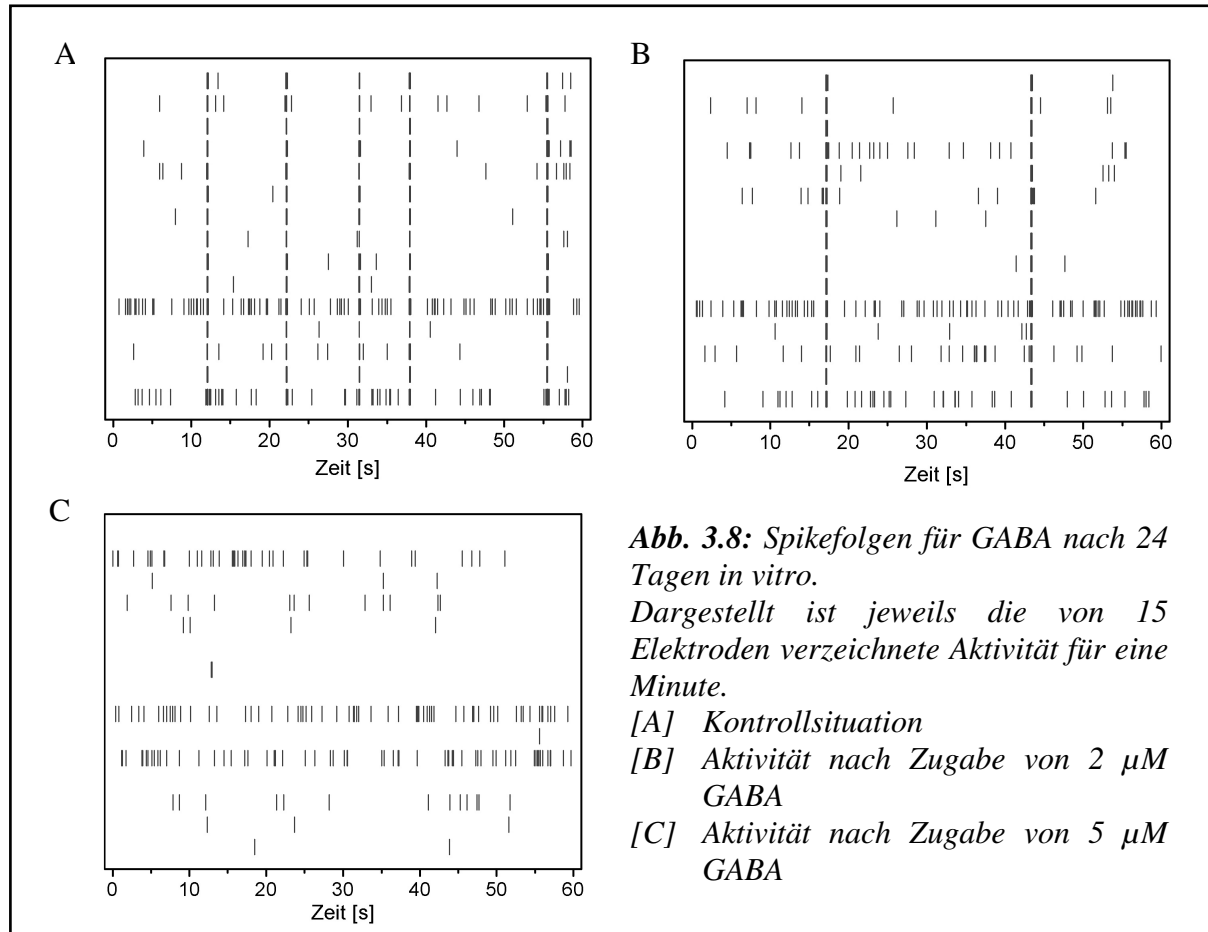 A
0 10 20 30 40 50 60
Zeit [s]
B
0 10 20 30 40 50 60
Zeit [s]
C
0 10 20 30 40 50 60
Zeit [s]
Abb. 3.8: Spikefolgen für GABA nach 24
Tagen in vitro.
Dargestellt ist jeweils die von 15
Elektroden verzeichnete Aktivität für eine
Minute.
[A] Kontrollsituation
[B] Aktivität nach Zugabe von 2 µM
GABA
[C] Aktivität nach Zugabe von 5 µM
GABA